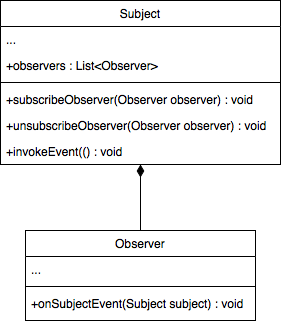 Subject
...
+observers : List<Observer>
+subscribeObserver(Observer observer) : void
+unsubscribeObserver(Observer observer) : void
+invokeEvent(() : void
Observer
...
+onSubjectEvent(Subject subject) : void